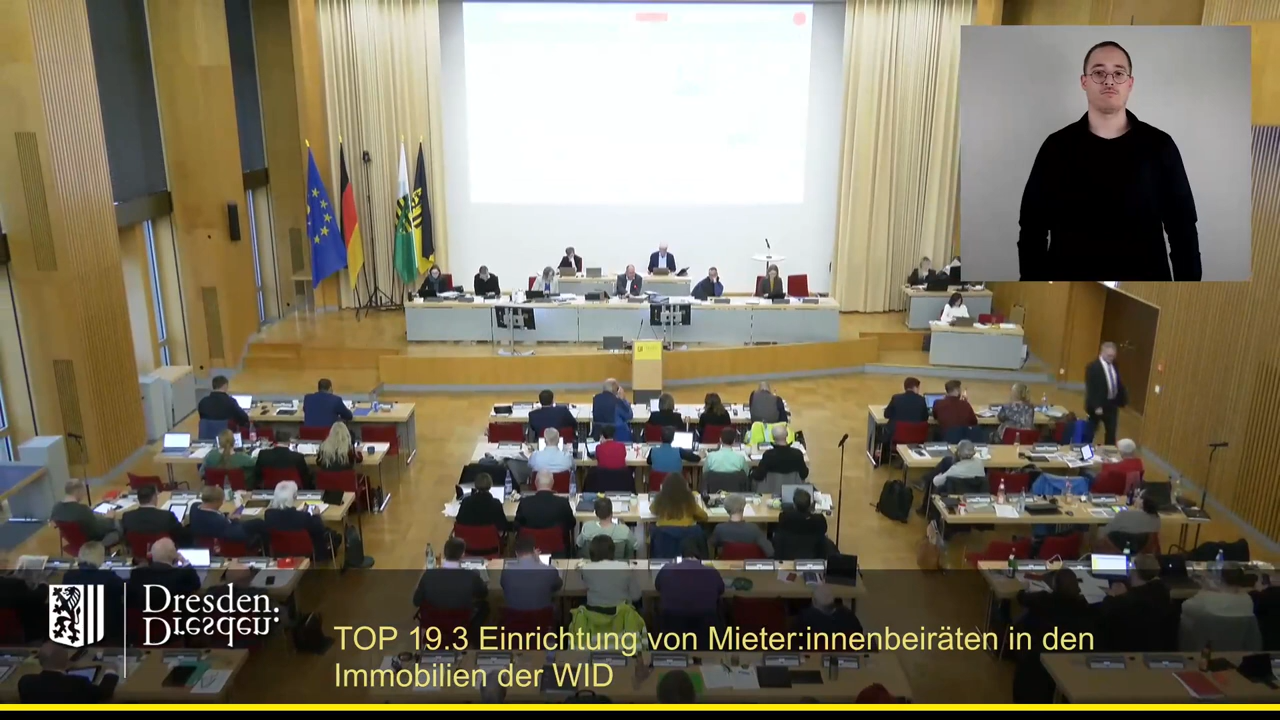 Dresden.
Dresden.
TOP 19.3 Einrichtung von Mieter:innenbeiräten in den
Immobilien der WID